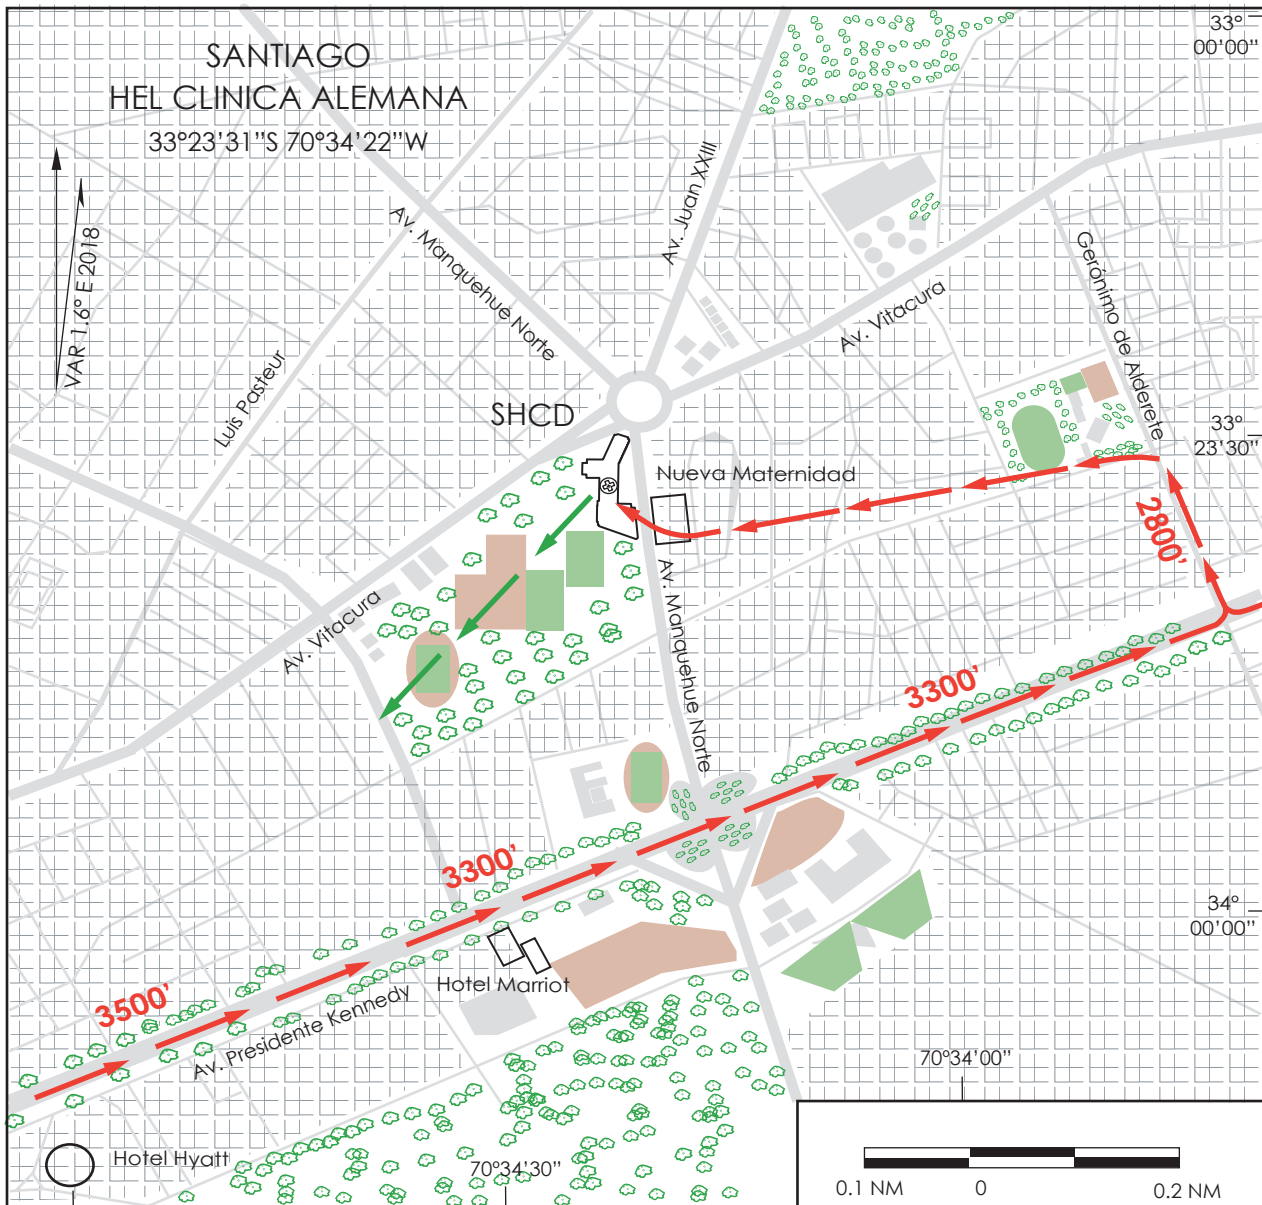 SANTIAGO
HEL CLINICA ALEMANA
33°23'31”S 70°34'22”W
33°
00'00”
VAR 1.6° E 2018
Av. Manquehue Norte
Av. Juan XXIII
Gerónimo de Alderete
Av. Vitacura
Luis Pasteur
SHCD
33°
23'30”
Nueva Maternidad
2800'
Av. Vitacura
Av. Manquehue Norte
3300'
3300'
34°
00'00”
Hotel Marriot
3500'
Av. Presidente Kennedy
70°34'00”
Hotel Hyatt
70°34'30”
0.1 NM 0 0.2 NM